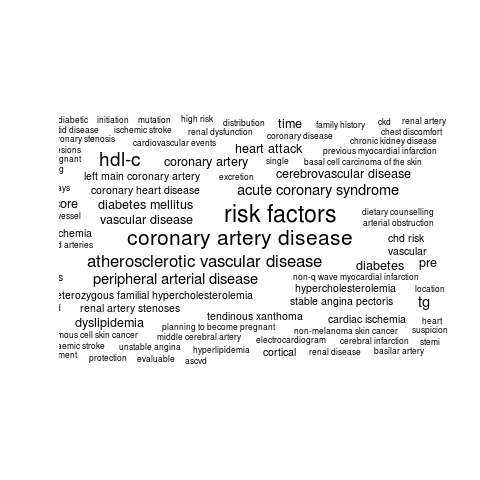 diabetic initiation mutation high risk distribution time family history ckd renal artery
tid disease ischemic stroke renal dysfunction coronary disease chest discomfort
ronary stenosis cardiovascular events chronic kidney disease
esions heart attack previous myocardial infarction
gnant hdl-c coronary artery single basal cell carcinoma of the skin
g left main coronary artery excretion cerebrovascular disease
ays coronary heart disease acute coronary syndrome
ore diabetes mellitus
vessel vascular disease risk factors dietary counselling
arterial obstruction
chemia coronary artery disease chd risk
d arteries vascular
atherosclerotic vascular disease diabetes pre
s peripheral arterial disease non-q wave myocardial infarction
hypercholesterolemia location
eterozygous familial hypercholesterolemia stable angina pectoris tg
renal artery stenoses
dyslipidemia tendinous xanthoma cardiac ischemia heart
planning to become pregnant non-melanoma skin cancer suspicion
mous cell skin cancer middle cerebral artery electrocardiogram cerebral infarction stemi
aemic stroke unstable angina hyperlipidemia cortical renal disease basilar artery
ment protection evaluable ascvd